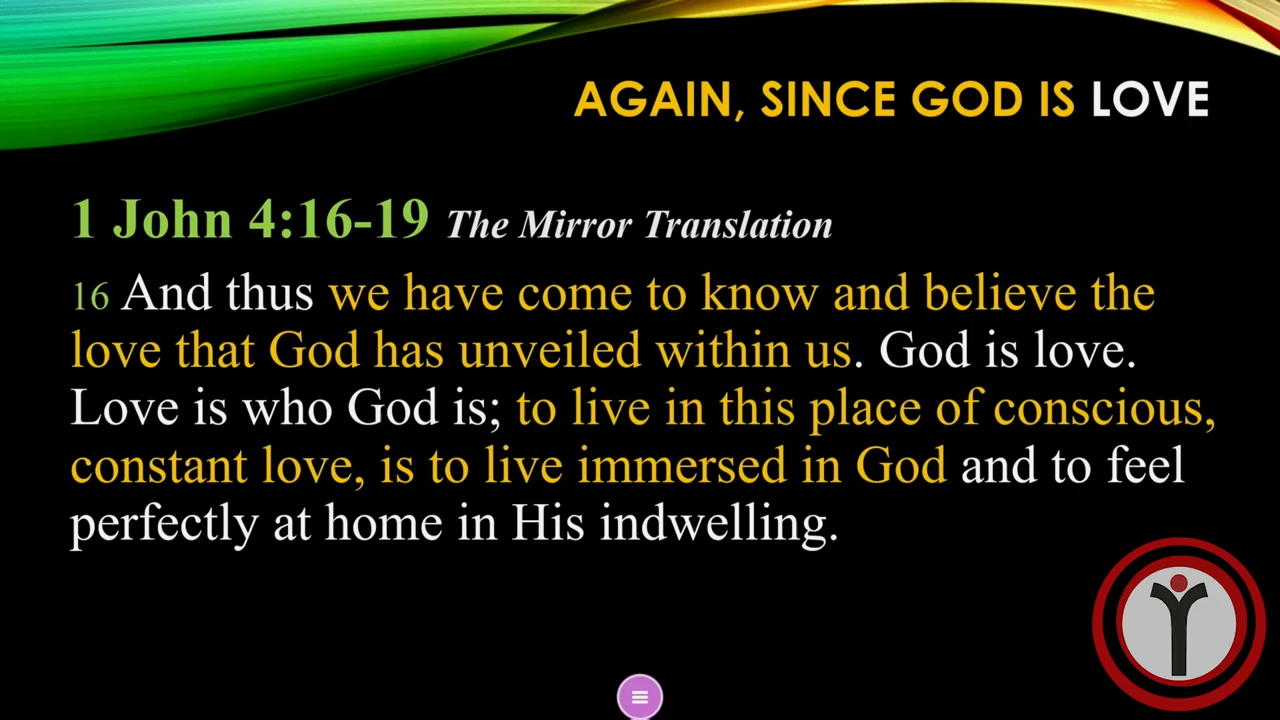 AGAIN, SINCE GOD IS LOVE
1 John 4:16-19 The Mirror Translation
16 And thus we have come to know and believe the
love that God has unveiled within us. God is love.
Love is who God is; to live in this place of conscious,
constant love, is to live immersed in God and to feel
perfectly at home in His indwelling.